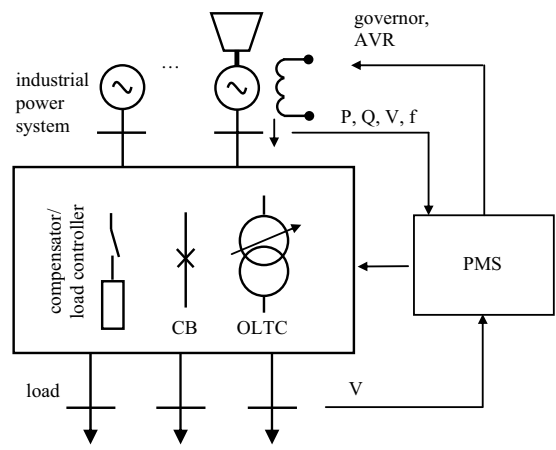 governor,
AVR
...
industrial
power
system
P, Q, V, f
compensator/
load controller
PMS
CB
OLTC
load
V